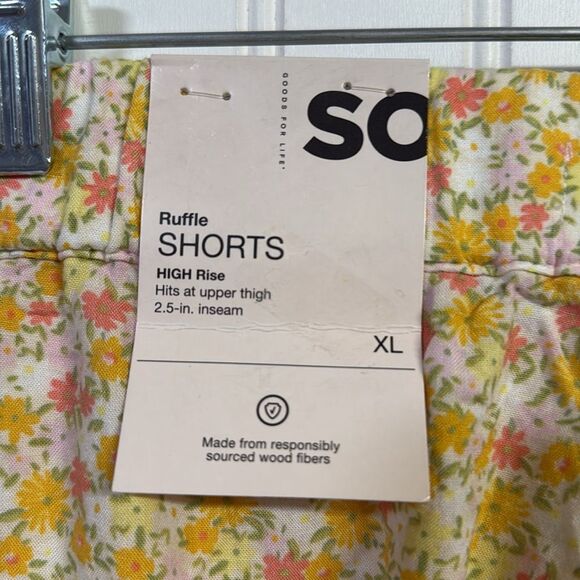 GOODS FOR LIFE
SO
Ruffle
SHORTS
HIGH Rise
Hits at upper thigh
2.5-in. inseam
XL
Made from responsibly
sourced wood fibers